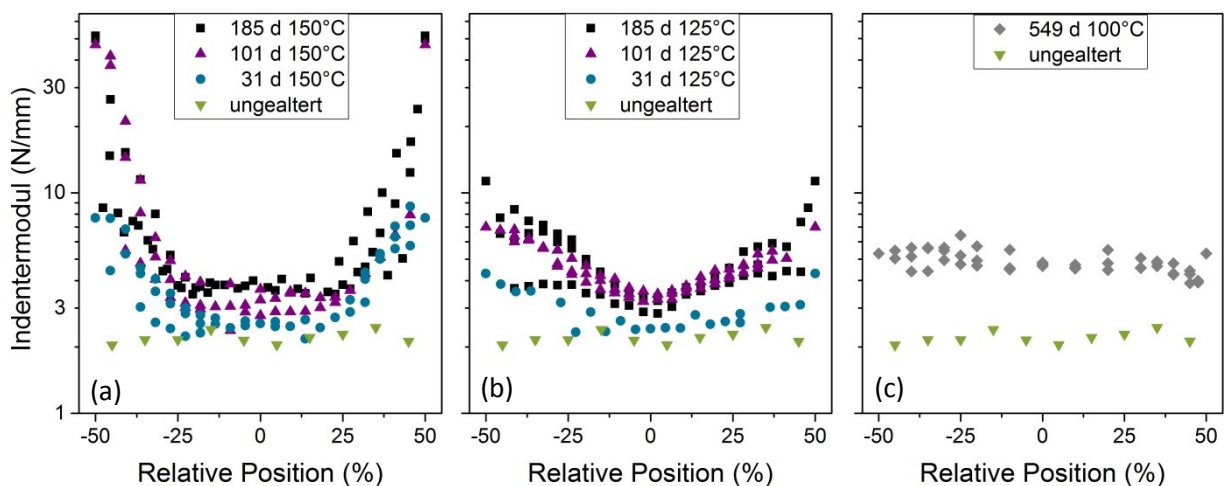 Indentermodul (N/mm)
30
10
3
1
185 d 150°C
101 d 150°C
31 d 150°C
ungealtert
(a)
-50 -25 0 25 50
Relative Position (%)
185 d 125°C
101 d 125°C
31 d 125°C
ungealtert
(b)
-50 -25 0 25 50
Relative Position (%)
549 d 100°C
ungealtert
(c)
-50 -25 0 25 50
Relative Position (%)